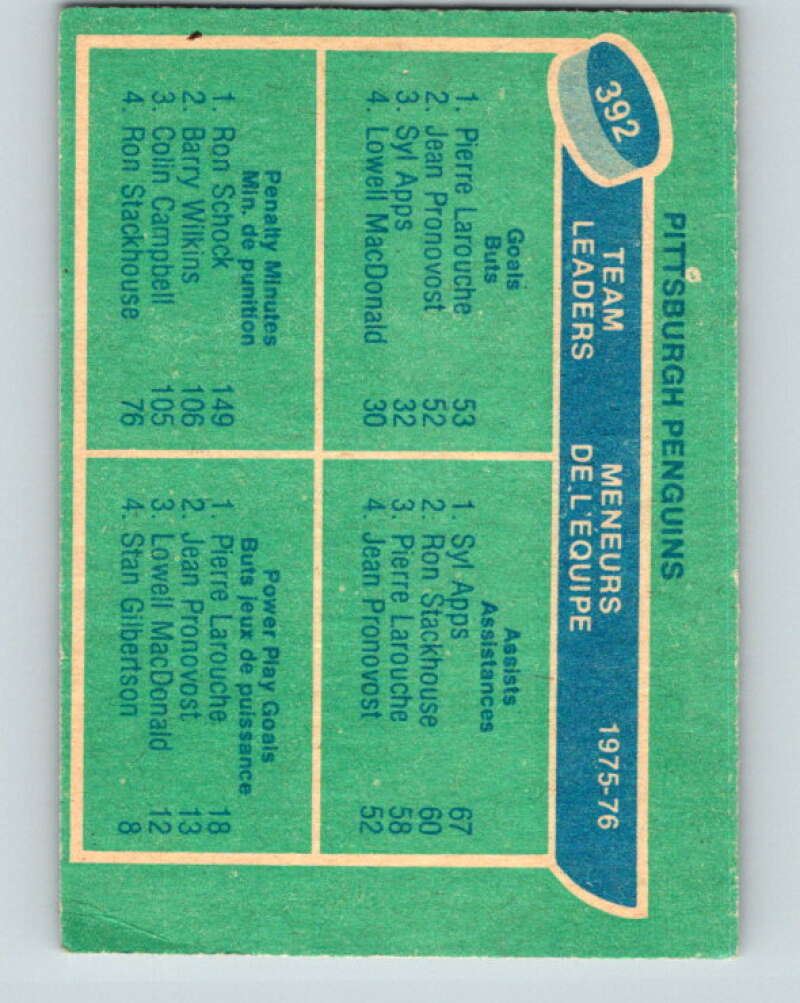 392
PITTSBURGH PENGUINS
TEAM LEADERS
MENEURS DE L'ÉQUIPE
1975-76
Goals
Buts
1. Pierre Larouche 53
2. Jean Pronovost 52
3. Syl Apps 32
4. Lowell MacDonald 30
Assists
Assistances
1. Syl Apps 67
2. Ron Stackhouse 60
3. Pierre Larouche 58
4. Jean Pronovost 52
Penalty Minutes
Min. de punition
1. Ron Schock 149
2. Barry Wilkins 106
3. Colin Campbell 105
4. Ron Stackhouse 76
Power Play Goals
Buts jeux de puissance
1. Pierre Larouche 18
2. Jean Pronovost 13
3. Lowell MacDonald 12
4. Stan Gilbertson 8